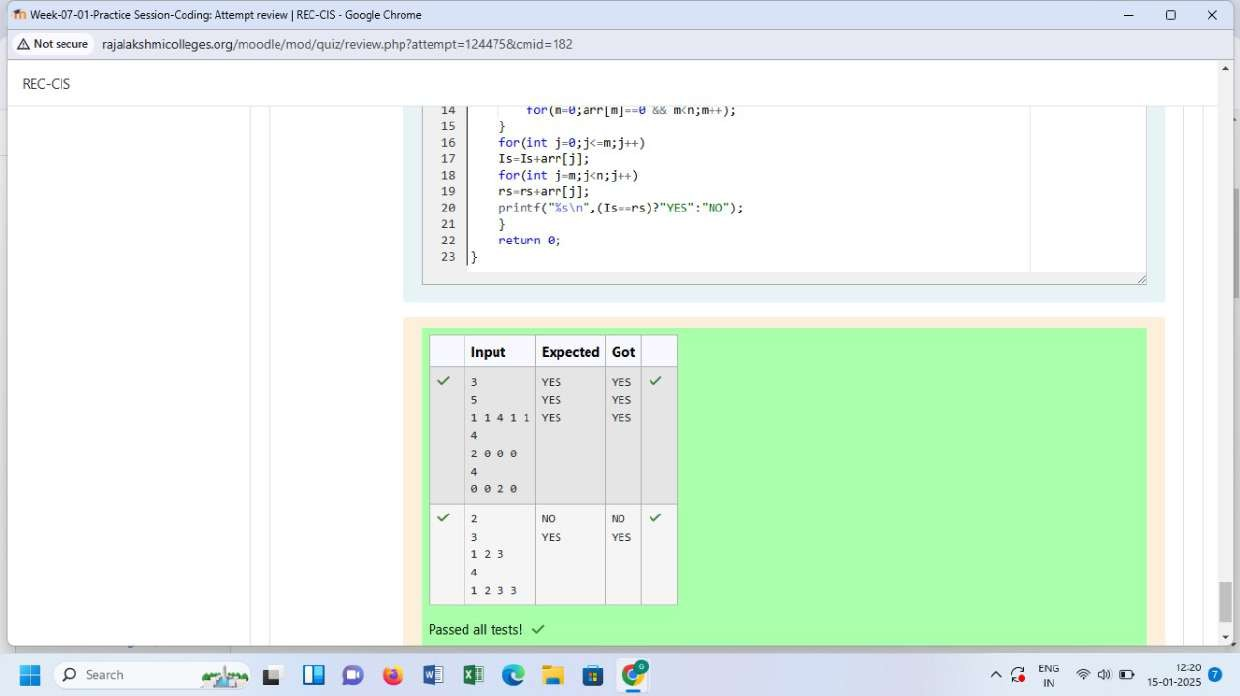 Week-07-01-Practice Session-Coding: Attempt review | REC-CIS - Google Chrome
Not secure rajalakshmicolleges.org/moodle/mod/quiz/review.php?attempt=124475&cmid=182
REC-CIS
14 for(m=0;arr[m]==0 && m<n;m++);
15 }
16 for(int j=0;j<=m;j++)
17 Is=Is+arr[j];
18 for(int j=m;j<n;j++)
19 rs=rs+arr[j];
20 printf("%s\n",(Is==rs)?"YES":"NO");
21 }
22 return 0;
23 }
Input Expected Got
3 YES YES
5 YES YES
1 1 4 1 1 YES YES
4
2 0 0 0
4
0 0 2 0
2 NO NO
3 YES YES
1 2 3
4
1 2 3 3
Passed all tests!
Search
ENG
IN
12:20
15-01-2025
7